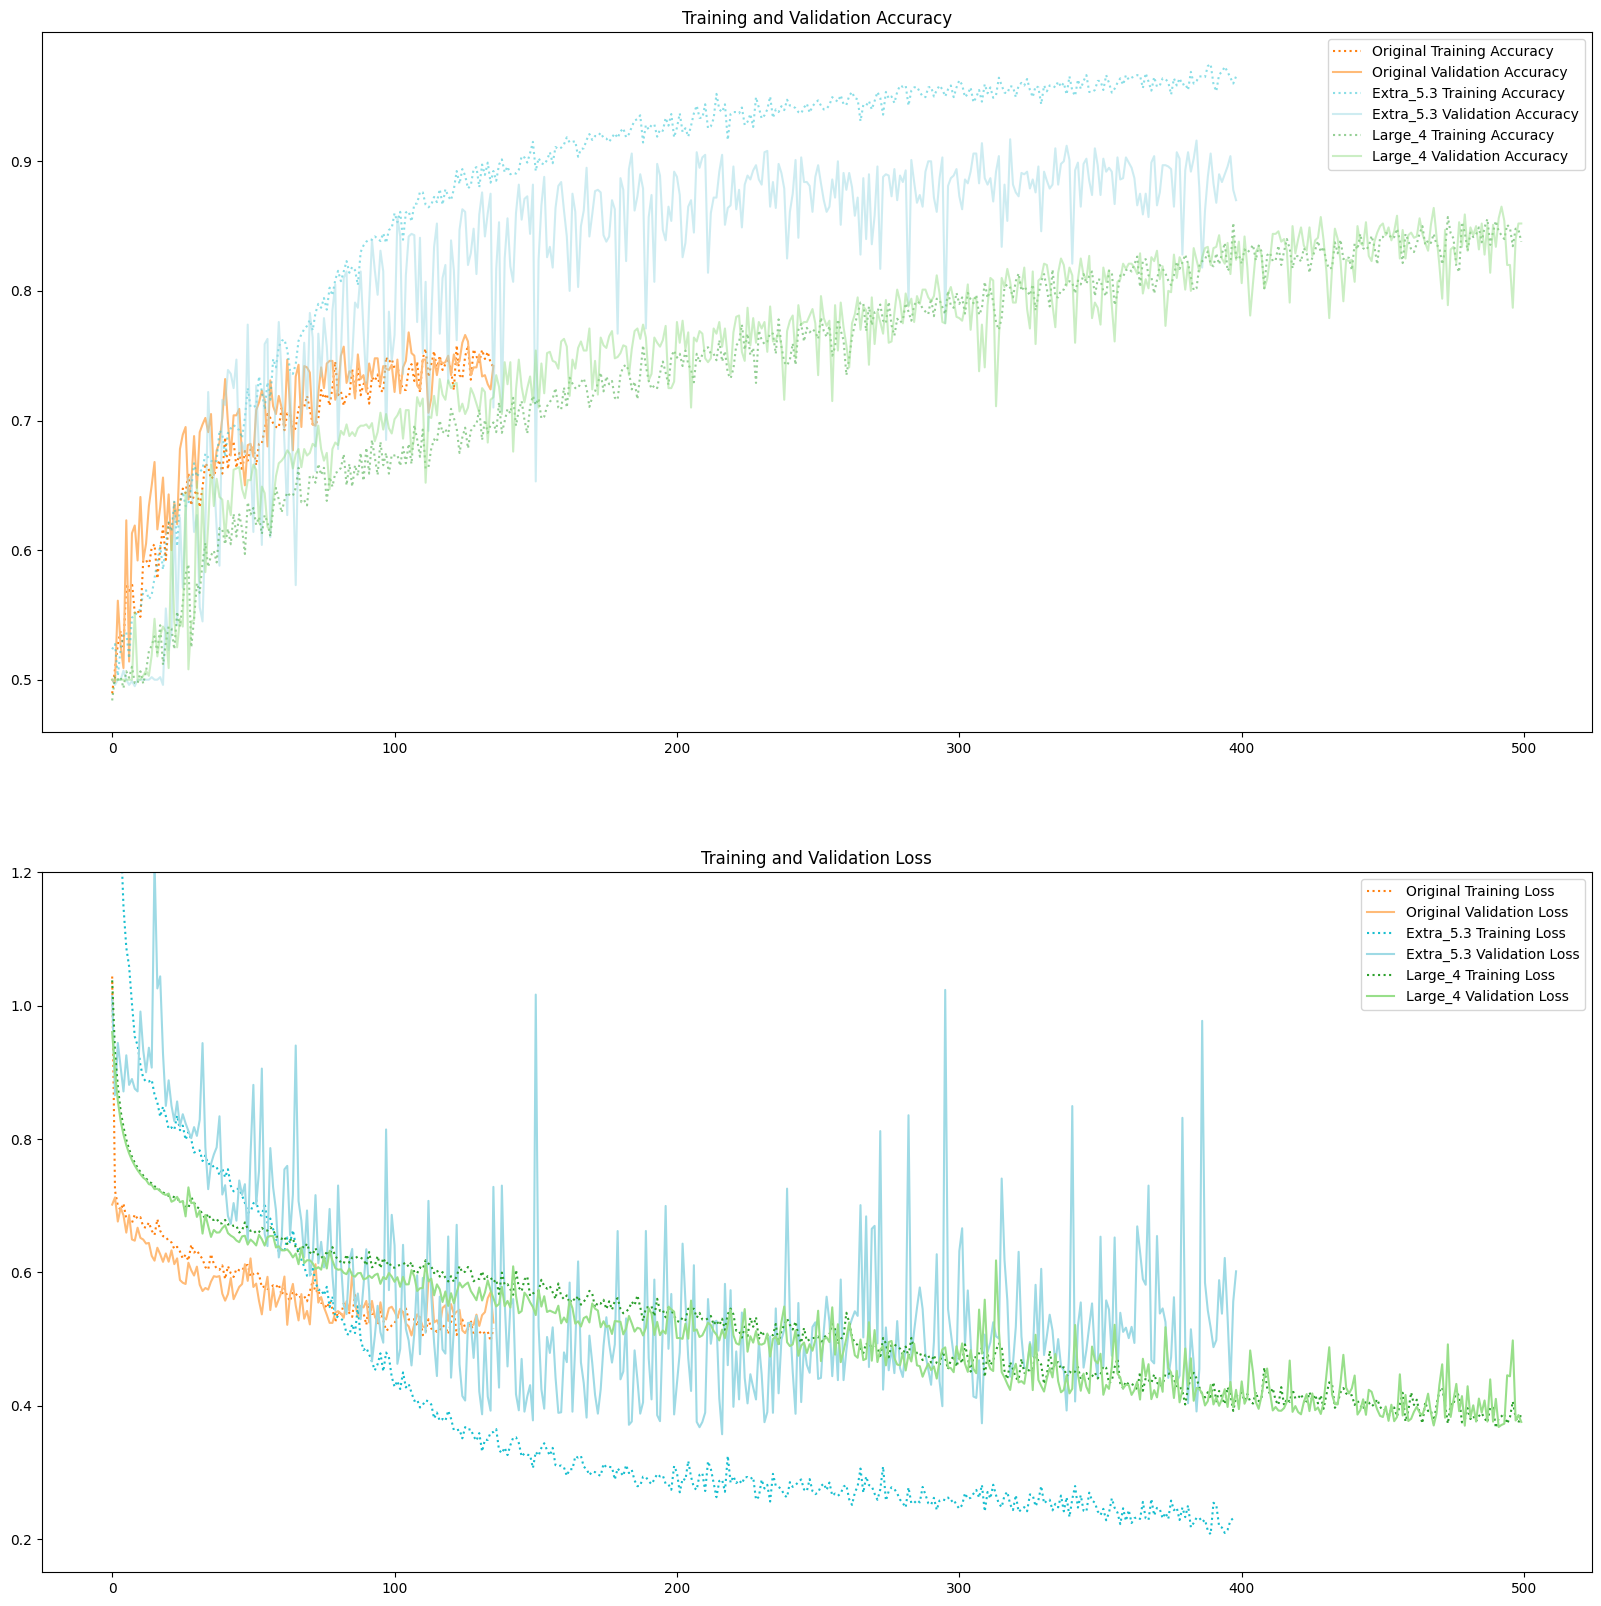 Training and Validation Accuracy
Original Training Accuracy
Original Validation Accuracy
Extra_5.3 Training Accuracy
Extra_5.3 Validation Accuracy
Large_4 Training Accuracy
Large_4 Validation Accuracy
0.9
0.8
0.7
0.6
0.5
0 100 200 300 400 500
Training and Validation Loss
Original Training Loss
Original Validation Loss
Extra_5.3 Training Loss
Extra_5.3 Validation Loss
Large_4 Training Loss
Large_4 Validation Loss
1.2
1.0
0.8
0.6
0.4
0.2
0 100 200 300 400 500